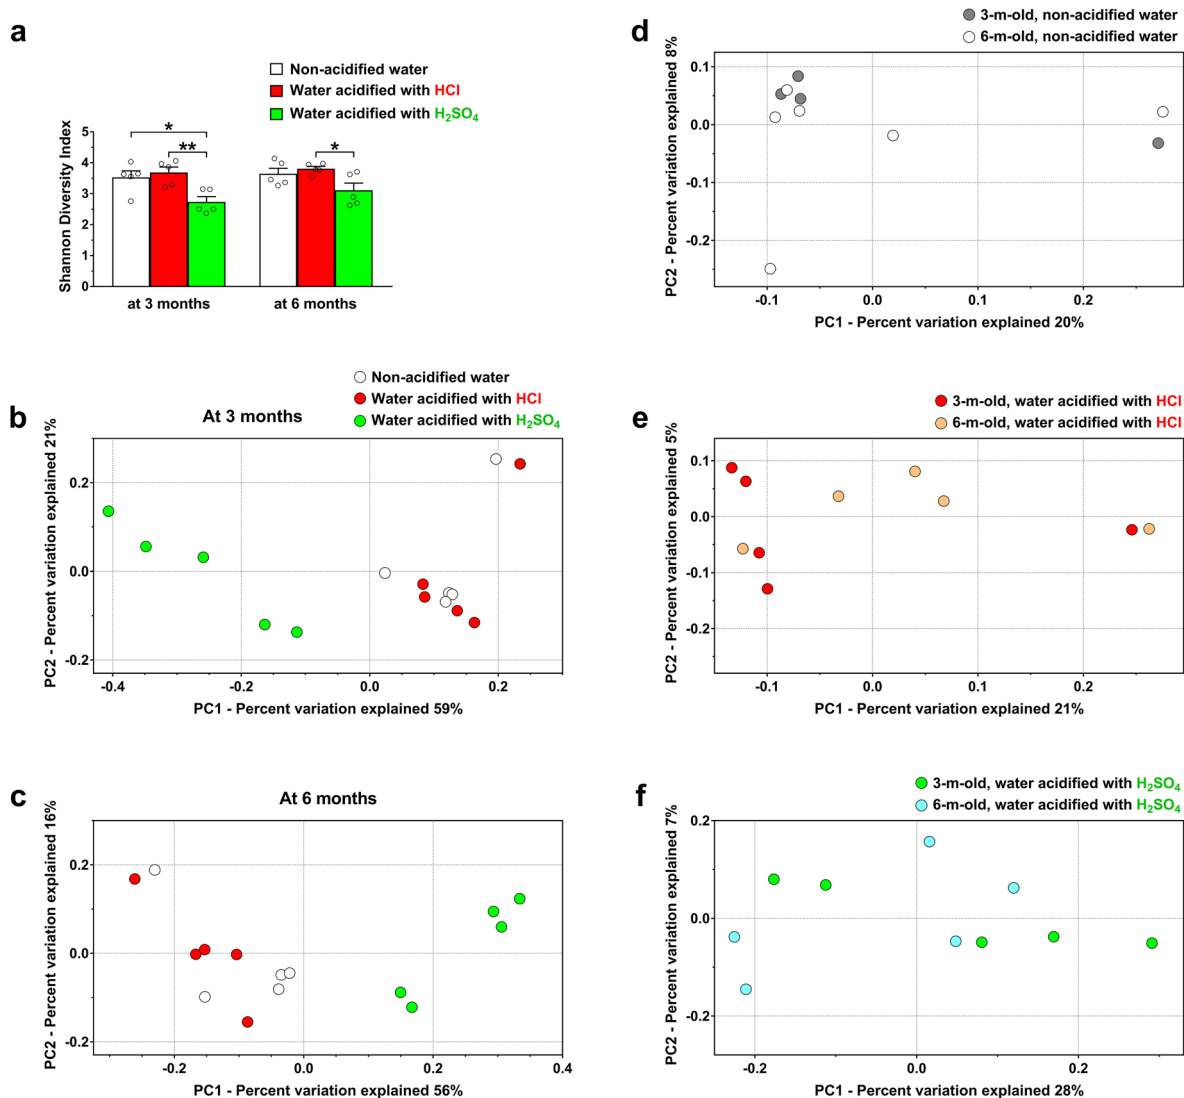 a
Non-acidified water
Water acidified with HCl
Water acidified with H₂SO₄
Shannon Diversity Index
5
4
3
2
1
0
*
**
*
at 3 months
at 6 months
b
At 3 months
Non-acidified water
Water acidified with HCl
Water acidified with H₂SO₄
PC2 - Percent variation explained 21%
0.2
0.0
-0.2
-0.4
-0.2
0.0
0.2
PC1 - Percent variation explained 59%
c
At 6 months
PC2 - Percent variation explained 16%
0.2
0.0
-0.2
-0.2
0.0
0.2
0.4
PC1 - Percent variation explained 56%
d
3-m-old, non-acidified water
6-m-old, non-acidified water
PC2 - Percent variation explained 8%
0.1
0.0
-0.1
-0.2
-0.1
0.0
0.1
0.2
PC1 - Percent variation explained 20%
e
3-m-old, water acidified with HCl
6-m-old, water acidified with HCl
PC2 - Percent variation explained 5%
0.1
0.0
-0.1
-0.2
-0.1
0.0
0.1
0.2
PC1 - Percent variation explained 21%
f
3-m-old, water acidified with H₂SO₄
6-m-old, water acidified with H₂SO₄
PC2 - Percent variation explained 7%
0.2
0.0
-0.2
-0.2
0.0
0.2
PC1 - Percent variation explained 28%